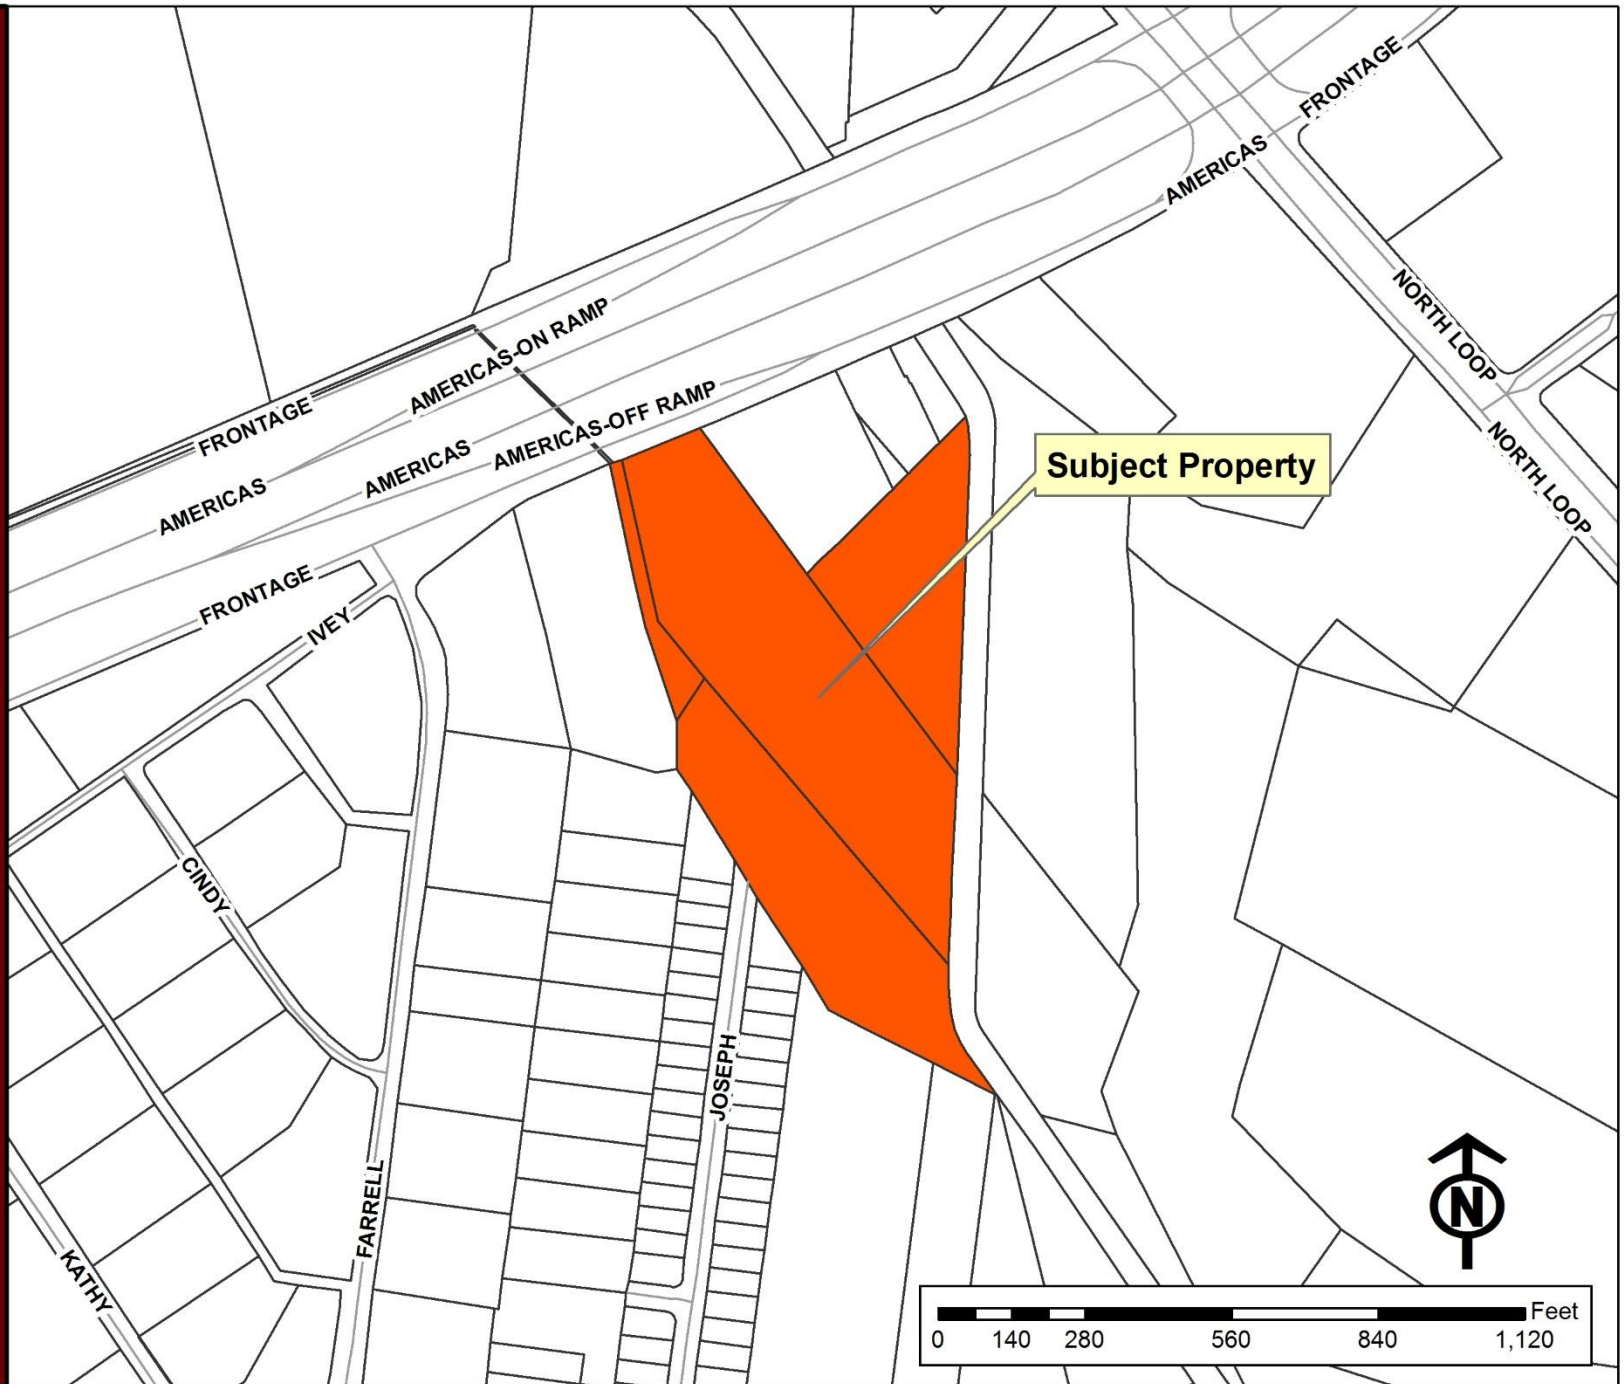 FRONTAGE
AMERICAS
AMERICAS-ON RAMP
NORTH LOOP
FRONTAGE
AMERICAS-OFF RAMP
AMERICAS
AMERICAS
NORTH LOOP
Subject Property
FRONTAGE
IVEY
CINDY
JOSEPH
FARRELL
KATHY
N
Feet
0 140 280 560 840 1,120